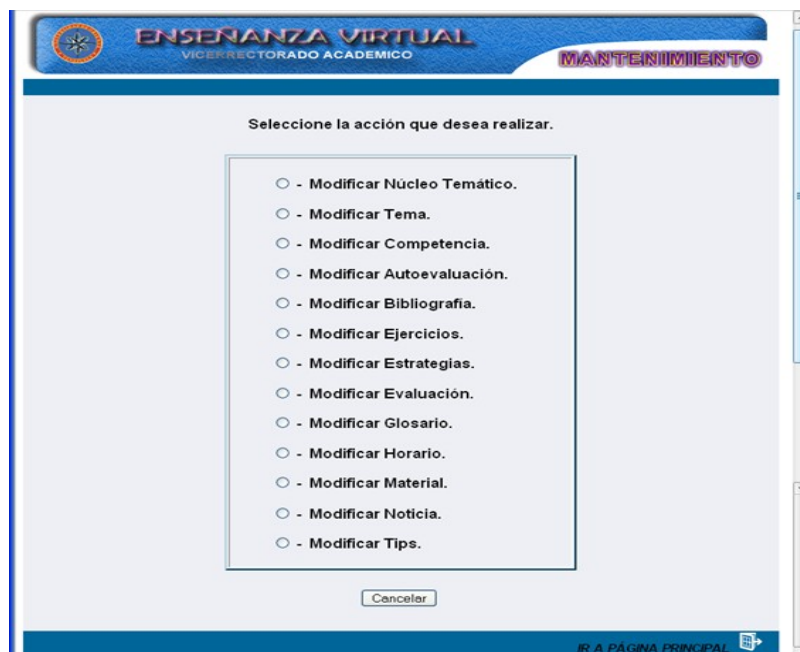 ENSEÑANZA VIRTUAL
VICERRECTORADO ACADEMICO
MANTENIMIENTO
Seleccione la acción que desea realizar.
- Modificar Núcleo Temático.
- Modificar Tema.
- Modificar Competencia.
- Modificar Autoevaluación.
- Modificar Bibliografía.
- Modificar Ejercicios.
- Modificar Estrategias.
- Modificar Evaluación.
- Modificar Glosario.
- Modificar Horario.
- Modificar Material.
- Modificar Noticia.
- Modificar Tips.
Cancelar
IR A PÁGINA PRINCIPAL